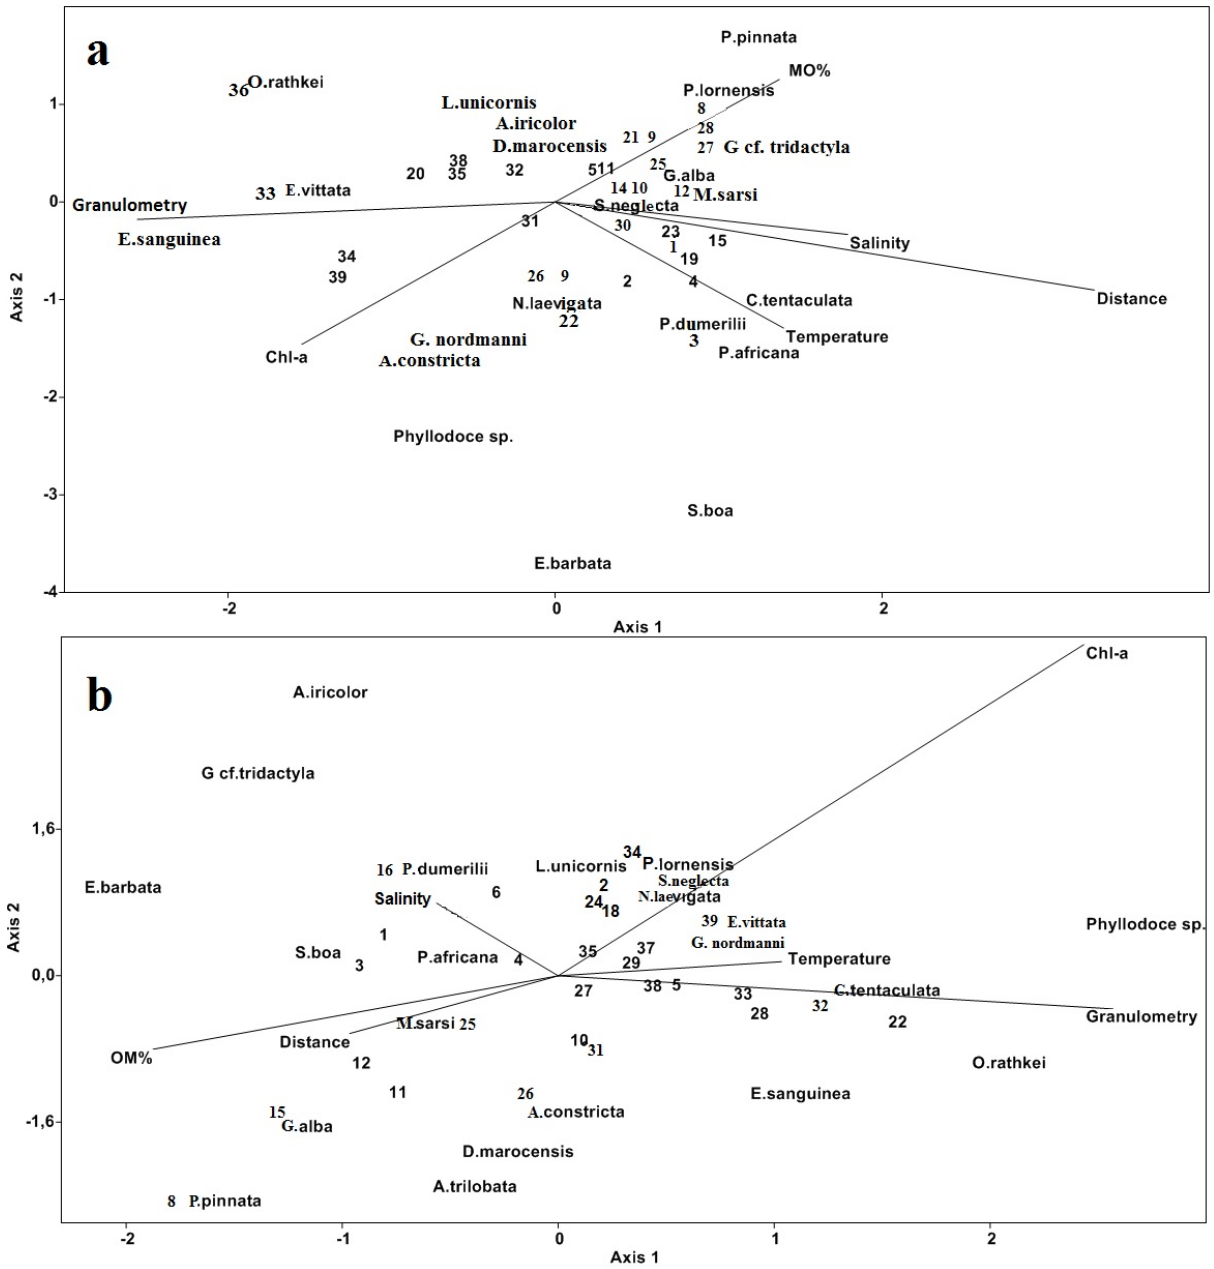 a
P.pinnata
MO%
36 O.rathkei
P.lornensis
L.unicornis
1
8
A.iricolor
28
21 9
D.marocensis
27 G cf. tridactyla
38
25
20 35 32 511
G.alba
33 E.vittata
14 10 12 M.sarsi
0
Granulometry
S.neglecta
31
30
E.sanguinea
23
15
Salinity
1
34
19
39
26 9
2 4
-1
N.laevigata
C.tentaculata
Distance
22
P.dumerilii
G. nordmanni
3
Temperature
Chl-a
A.constricta
P.africana
-2
Phyllodoce sp.
-3
S.boa
E.barbata
-4
-2 0 2
Axis 1
Axis 2
b
Chl-a
A.iricolor
G cf.tridactyla
1,6
34
16 P.dumerilii
L.unicornis P.lornensis
E.barbata
2 S.neglecta
6
Salinity
24 N.laevigata
18
39 E.vittata
Phyllodoce sp.
1
G. nordmanni
S.boa
35 37
3
P.africana 4
29
Temperature
0,0
27 38 5 33 C.tentaculata
32
28
22
Granulometry
M.sarsi 25
Distance
10
31
OM%
12
O.rathkei
11
26
E.sanguinea
15
A.constricta
-1,6
G.alba
D.marocensis
A.trilobata
8 P.pinnata
-2 -1 0 1 2
Axis 1
Axis 2